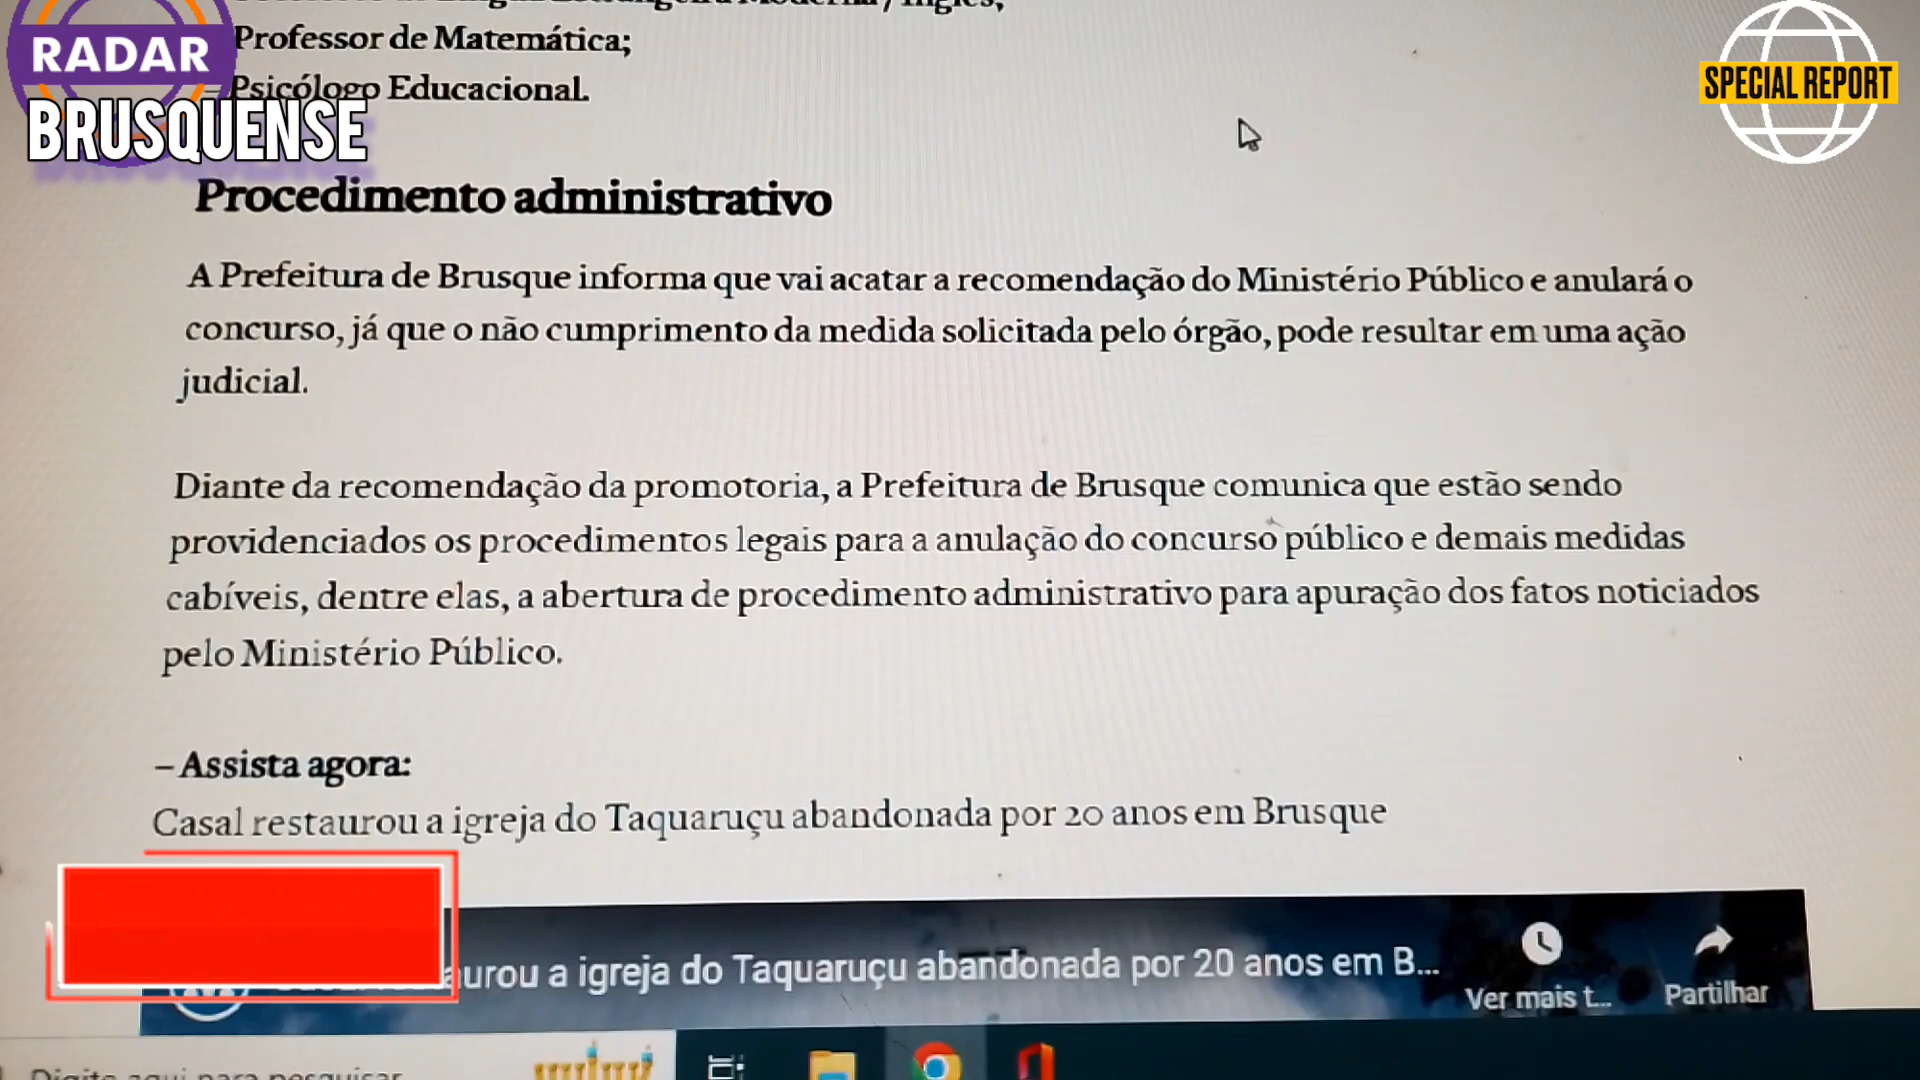 Professor de Matemática;
– Psicólogo Educacional.
RADAR
BRUSQUENSE
SPECIAL REPORT
Procedimento administrativo
A Prefeitura de Brusque informa que vai acatar a recomendação do Ministério Público e anulará o
concurso, já que o não cumprimento da medida solicitada pelo órgão, pode resultar em uma ação
judicial.
Diante da recomendação da promotoria, a Prefeitura de Brusque comunica que estão sendo
providenciados os procedimentos legais para a anulação do concurso público e demais medidas
cabíveis, dentre elas, a abertura de procedimento administrativo para apuração dos fatos noticiados
pelo Ministério Público.
– Assista agora:
Casal restaurou a igreja do Taquaruçu abandonada por 20 anos em Brusque
aurou a igreja do Taquaruçu abandonada por 20 anos em B...
Ver mais t...
Partilhar
Digite aqui para pesquisar